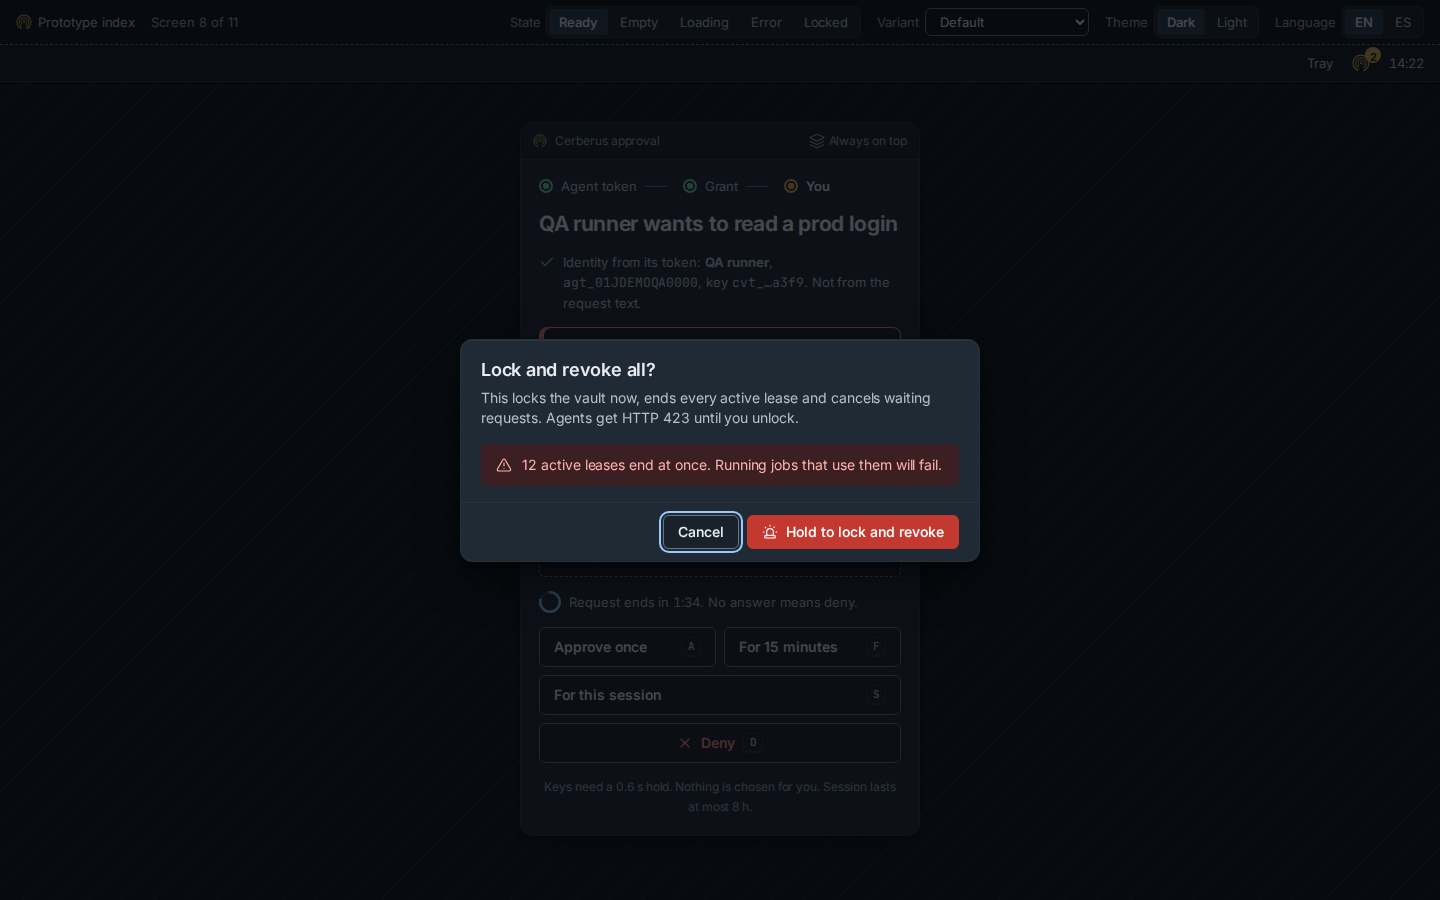 Prototype index Screen 8 of 11 State Ready Empty Loading Error Locked Variant Default Theme Dark Light Language EN ES
Tray 2 14:22
Cerberus approval Always on top
Agent token Grant You
QA runner wants to read a prod login
Identity from its token: QA runner,
agt_01JDEMOQA0000, key cvt_…a3f9. Not from the
request text.
Lock and revoke all?
This locks the vault now, ends every active lease and cancels waiting
requests. Agents get HTTP 423 until you unlock.
12 active leases end at once. Running jobs that use them will fail.
Cancel Hold to lock and revoke
Request ends in 1:34. No answer means deny.
Approve once A For 15 minutes F
For this session S
Deny D
Keys need a 0.6 s hold. Nothing is chosen for you. Session lasts
at most 8 h.